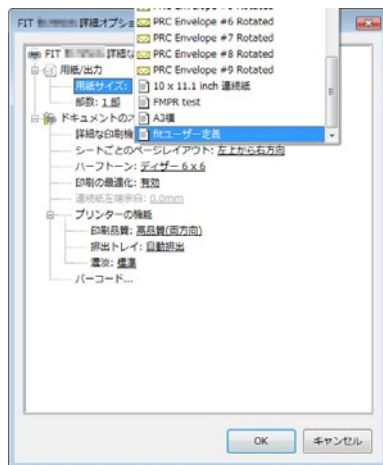 FIT 詳細オプショ
PRC Envelope #6 Rotated
PRC Envelope #7 Rotated
FIT 詳細な
PRC Envelope #8 Rotated
用紙/出力
PRC Envelope #9 Rotated
用紙サイズ:
10 x 11.1 inch 連続紙
部数: 1 部
FMPR test
ドキュメントのオ
A3横
詳細な印刷機
fitユーザー定義
シートごとのページレイアウト: 左上から右方向
ハーフトーン: ディザー 6 x 6
印刷の最適化: 有効
連続紙左端余白: 0.0mm
プリンターの機能
印刷品質: 高品質(両方向)
排出トレイ: 自動排出
濃淡: 標準
バーコード...
OK
キャンセル